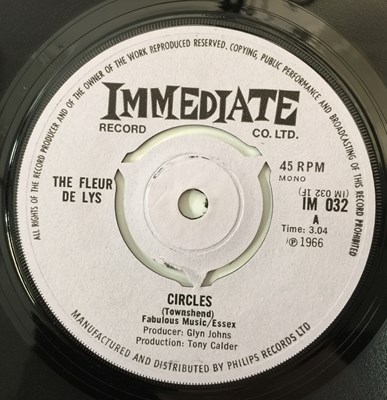 ALL RIGHTS OF THE RECORD PRODUCER AND OF THE OWNER OF THE WORK REPRODUCED RESERVED. COPYING, PUBLIC PERFORMANCE AND BROADCASTING OF THIS RECORD PROHIBITED
IMMEDIATE
RECORD CO. LTD.
45 RPM
MONO
THE FLEUR
DE LYS
(IM 032 1F)
IM 032
A
Time: 3.04
℗ 1966
CIRCLES
(Townshend)
Fabulous Music/Essex
Producer: Glyn Johns
Production: Tony Calder
MANUFACTURED AND DISTRIBUTED BY PHILIPS RECORDS LTD